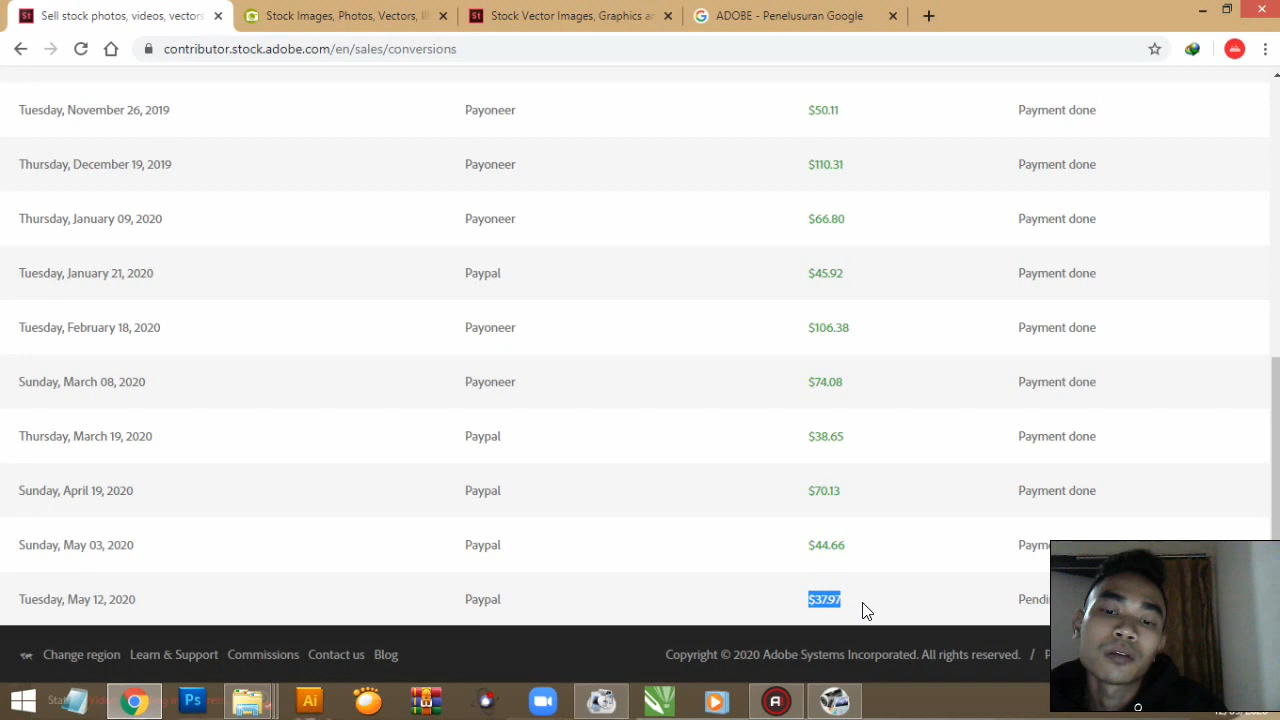 Sell stock photos, videos, vectors
Stock Images, Photos, Vectors, Ill
Stock Vector Images, Graphics a
ADOBE - Penelusuran Google
contributor.stock.adobe.com/en/sales/conversions
Tuesday, November 26, 2019 Payoneer $50.11 Payment done
Thursday, December 19, 2019 Payoneer $110.31 Payment done
Thursday, January 09, 2020 Payoneer $66.80 Payment done
Tuesday, January 21, 2020 Paypal $45.92 Payment done
Tuesday, February 18, 2020 Payoneer $106.38 Payment done
Sunday, March 08, 2020 Payoneer $74.08 Payment done
Thursday, March 19, 2020 Paypal $38.65 Payment done
Sunday, April 19, 2020 Paypal $70.13 Payment done
Sunday, May 03, 2020 Paypal $44.66 Paym
Tuesday, May 12, 2020 Paypal $37.97 Pendi
Change region Learn & Support Commissions Contact us Blog Copyright © 2020 Adobe Systems Incorporated. All rights reserved. / P
Ps
Ai